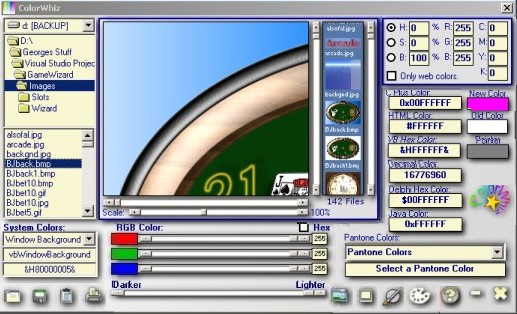 ColorWhiz
d: [BACKUP]
D:\
Georges Stuff
Visual Studio Projec
GameWizard
Images
Slots
Wizard
alsofal.jpg
arcade.jpg
backgnd.jpg
BJback.bmp
BJback1.bmp
BJbet10.bmp
BJbet10.gif
BJbet10.jpg
BJbet5.gif
21
J
alsofal.jpg
Arcade
arcade.jpg
backgnd.jpg
BJback.bmp
BJback1.bmp
142 Files
Scale:
100%
H: 0 % R: 255 C: 0
S: 0 % G: 255 M: 0
B: 100 % B: 255 Y: 0
Only web colors. K: 0
C Plus Color
0x00FFFFFF
New Color
HTML Color
#FFFFFF
Old Color
VB Hex Color
&HFFFFFF&
Pointer
Decimal Color
16776960
Delphi Hex Color
$00FFFFFF
Java Color
0xFFFFFF
System Colors:
Window Background
vbWindowBackground
&H80000005&
RGB Color:
Hex
255
255
255
Darker
Lighter
Pantone Colors:
Pantone Colors
Select a Pantone Color